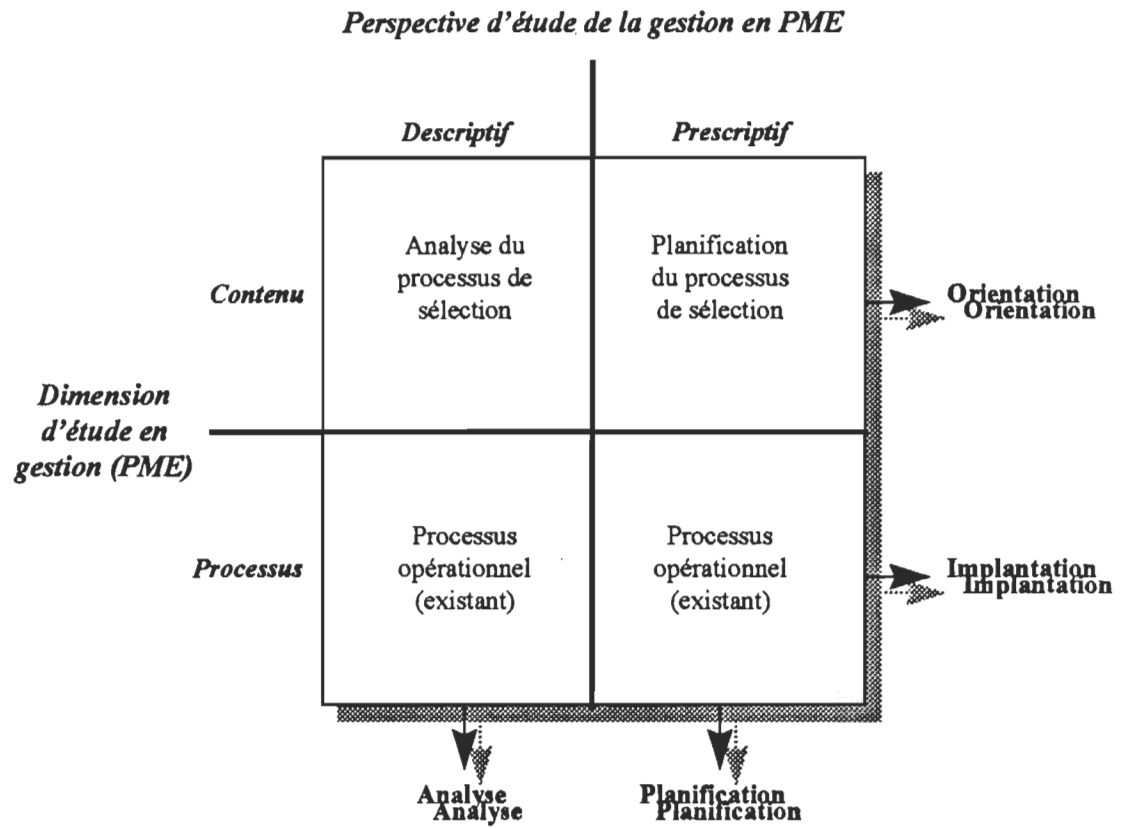 Perspective d'étude de la gestion en PME
Descriptif
Prescriptif
Analyse du
processus de
sélection
Planification
du processus
de sélection
Contenu
Orientation
Orientation
Dimension
d'étude en
gestion (PME)
Processus
opérationnel
(existant)
Processus
opérationnel
(existant)
Processus
Implantation
Implantation
Analyse
Analyse
Planification
Planification